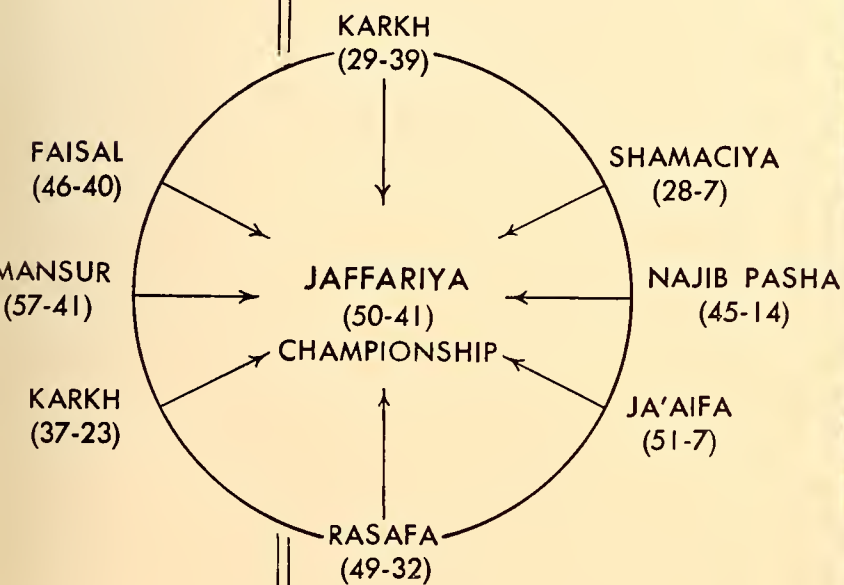 KARKH
(29-39)
FAISAL
(46-40)
SHAMACIYA
(28-7)
MANSUR
(57-41)
JAFFARIYA
(50-41)
CHAMPIONSHIP
NAJIB PASHA
(45-14)
KARKH
(37-23)
JA'AIFA
(51-7)
RASAFA
(49-32)